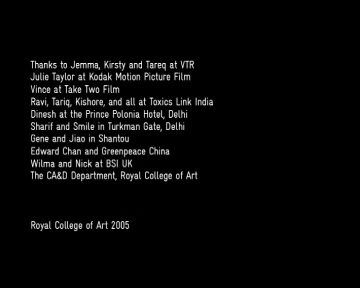 Thanks to Jemma, Kirsty and Tareq at VTR
Julie Taylor at Kodak Motion Picture Film
Vince at Take Two Film
Ravi, Tariq, Kishore, and all at Toxics Link India
Dinesh at the Prince Polonia Hotel, Delhi
Sharif and Smile in Turkman Gate, Delhi
Gene and Jiao in Shantou
Edward Chan and Greenpeace China
Wilma and Nick at BSI UK
The CA&D Department, Royal College of Art
Royal College of Art 2005